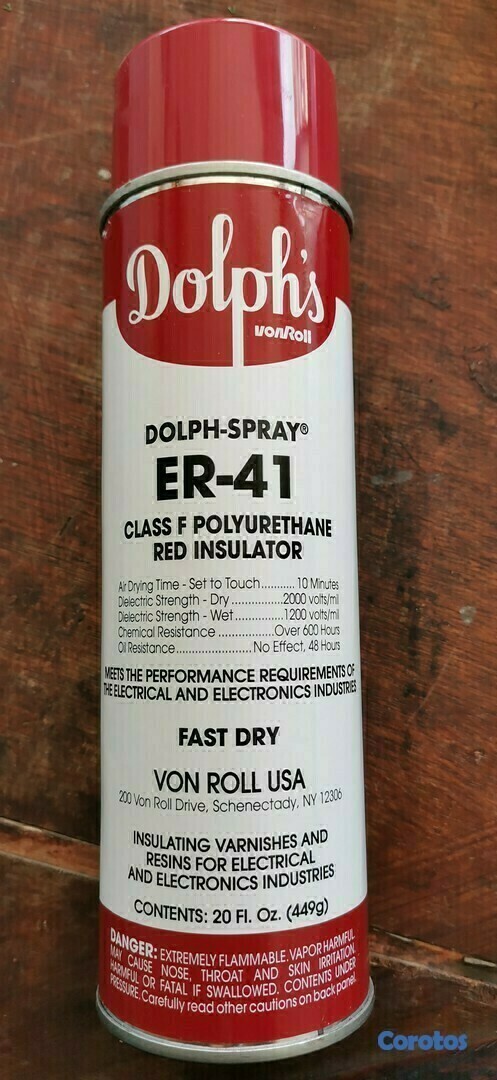 Dolph's
vonRoll
DOLPH-SPRAY®
ER-41
CLASS F POLYURETHANE
RED INSULATOR
Air Drying Time - Set to Touch........... 10 Minutes
Dielectric Strength - Dry .................2000 volts/mil
Dielectric Strength - Wet................1200 volts/mil
Chemical Resistance ..................Over 600 Hours
Oil Resistance........................ No Effect, 48 Hours
MEETS THE PERFORMANCE REQUIREMENTS OF
THE ELECTRICAL AND ELECTRONICS INDUSTRIES
FAST DRY
VON ROLL USA
200 Von Roll Drive, Schenectady, NY 12306
INSULATING VARNISHES AND
RESINS FOR ELECTRICAL
AND ELECTRONICS INDUSTRIES
CONTENTS: 20 Fl. Oz. (449g)
DANGER: EXTREMELY FLAMMABLE. VAPOR HARMFUL.
MAY CAUSE NOSE, THROAT AND SKIN IRRITATION.
HARMFUL OR FATAL IF SWALLOWED. CONTENTS UNDER
PRESSURE. Carefully read other cautions on back panel.
Corotos